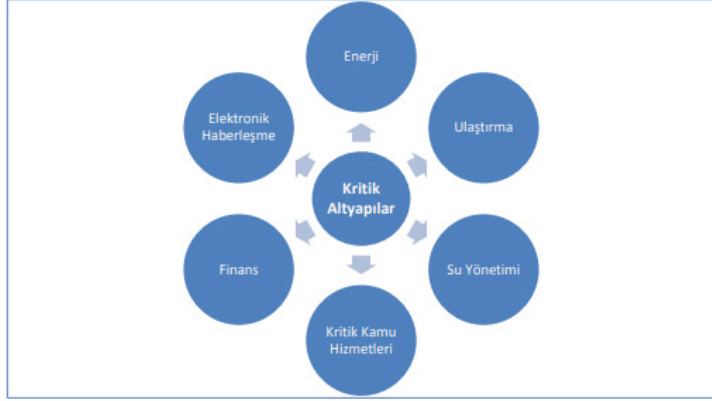 Enerji
Elektronik
Haberleşme
Ulaştırma
Kritik
Altyapılar
Finans
Su Yönetimi
Kritik Kamu
Hizmetleri